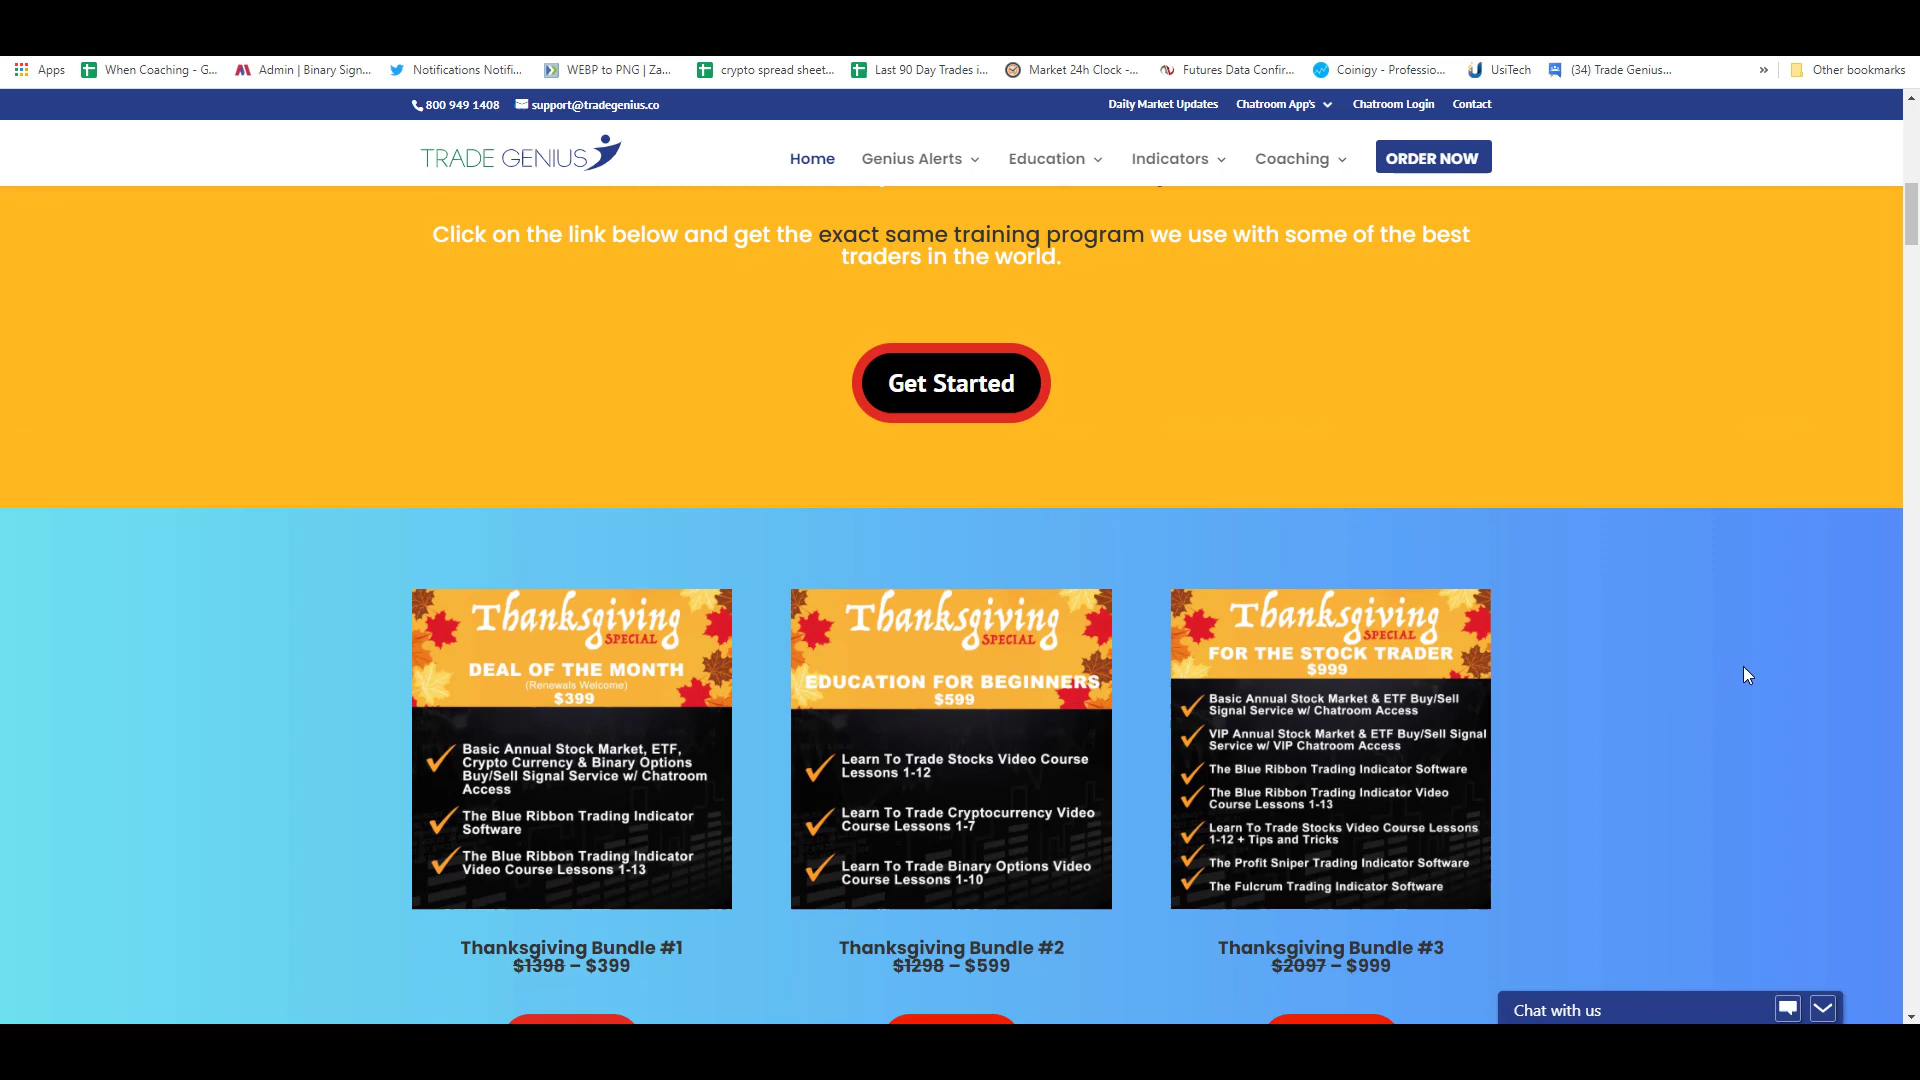 Apps
When Coaching - G...
Admin | Binary Sign...
Notifications Notifi...
WEBP to PNG | Za...
crypto spread sheet...
Last 90 Day Trades i...
Market 24h Clock -...
Futures Data Confir...
Coinigy - Professio...
UsiTech
(34) Trade Genius...
»
Other bookmarks
800 949 1408
support@tradegenius.co
Daily Market Updates
Chatroom App's
Chatroom Login
Contact
TRADE GENIUS
Home
Genius Alerts
Education
Indicators
Coaching
ORDER NOW
Click on the link below and get the exact same training program we use with some of the best
traders in the world.
Get Started
Thanksgiving
SPECIAL
DEAL OF THE MONTH
(Renewals Welcome)
$399
Basic Annual Stock Market, ETF,
Crypto Currency & Binary Options
Buy/Sell Signal Service w/ Chatroom
Access
The Blue Ribbon Trading Indicator
Software
The Blue Ribbon Trading Indicator
Video Course Lessons 1-13
Thanksgiving Bundle #1
$1398 – $399
Thanksgiving
SPECIAL
EDUCATION FOR BEGINNERS
$599
Learn To Trade Stocks Video Course
Lessons 1-12
Learn To Trade Cryptocurrency Video
Course Lessons 1-7
Learn To Trade Binary Options Video
Course Lessons 1-10
Thanksgiving Bundle #2
$1298 – $599
Thanksgiving
SPECIAL
FOR THE STOCK TRADER
$999
Basic Annual Stock Market & ETF Buy/Sell
Signal Service w/ Chatroom Access
VIP Annual Stock Market & ETF Buy/Sell Signal
Service w/ VIP Chatroom Access
The Blue Ribbon Trading Indicator Software
The Blue Ribbon Trading Indicator Video
Course Lessons 1-13
Learn To Trade Stocks Video Course Lessons
1-12 + Tips and Tricks
The Profit Sniper Trading Indicator Software
The Fulcrum Trading Indicator Software
Thanksgiving Bundle #3
$2097 – $999
Chat with us